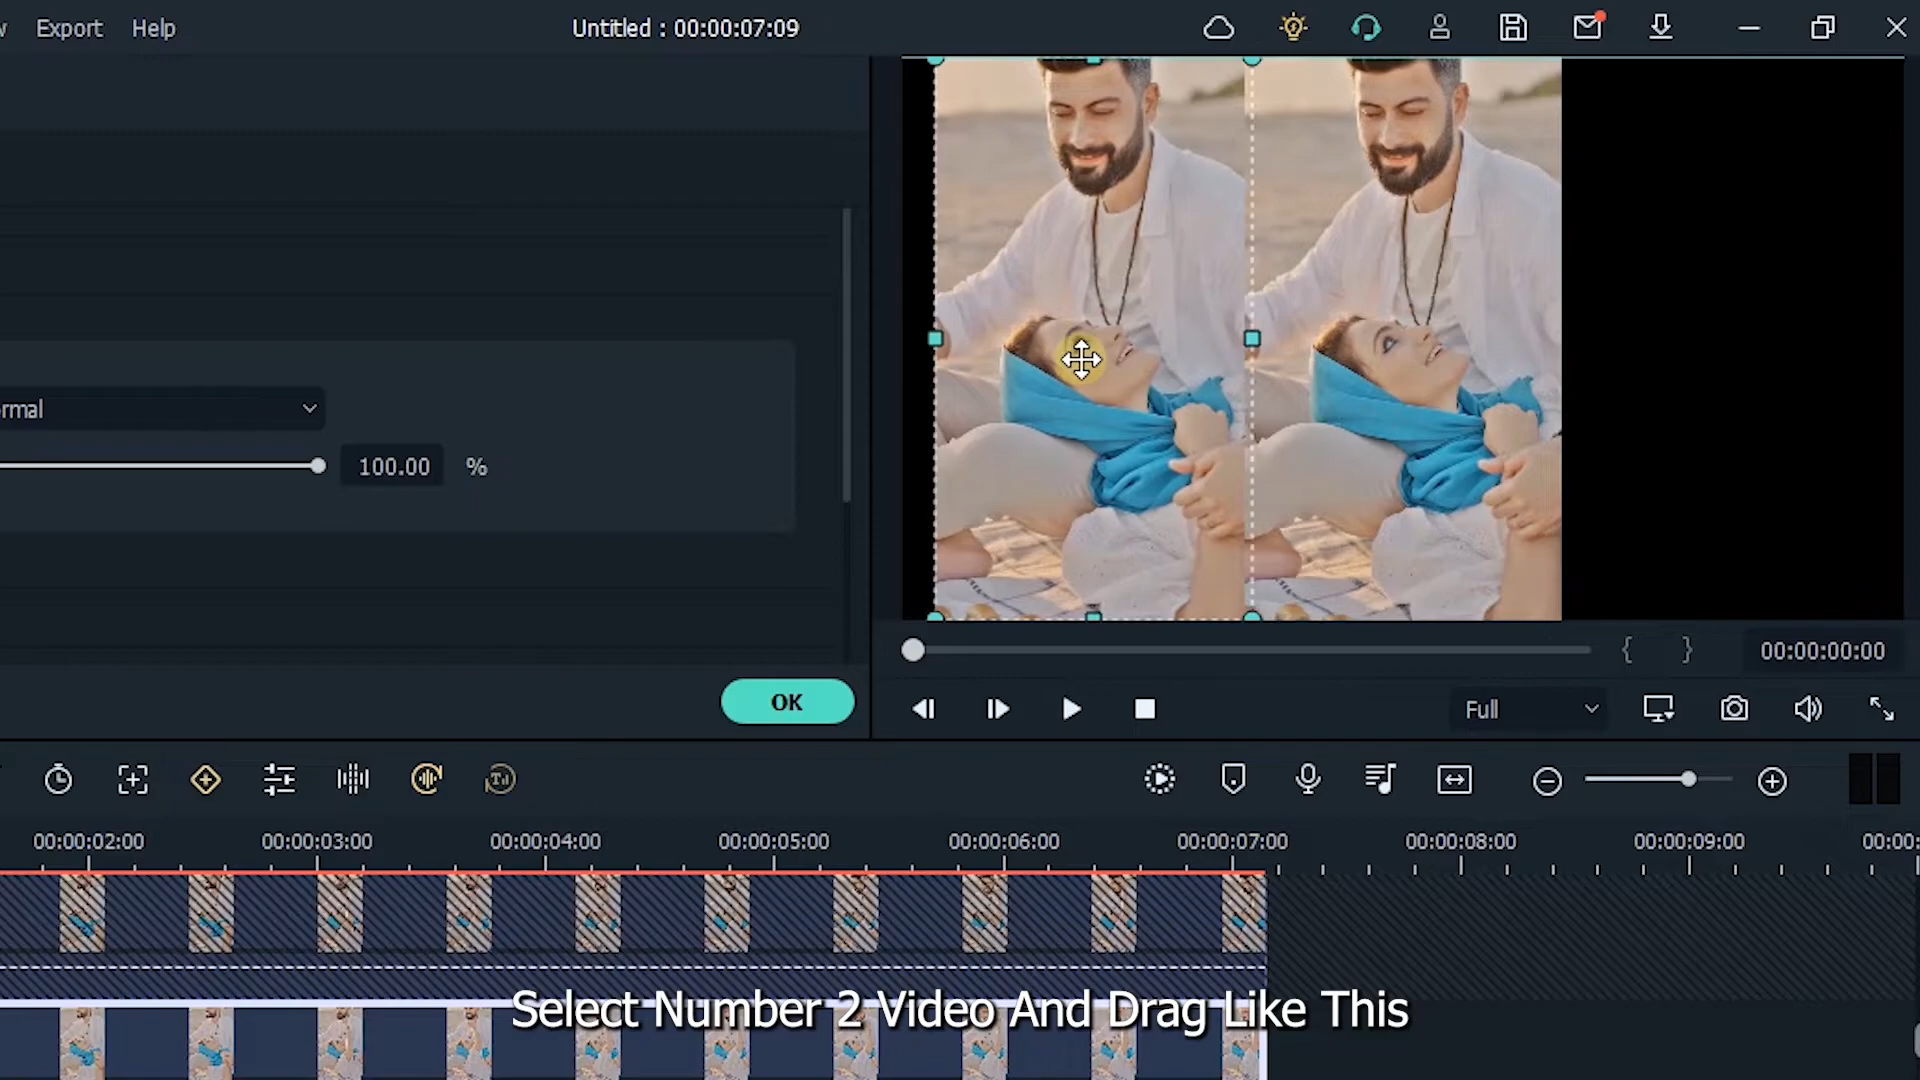 Export Help Untitled : 00:00:07:09
rmal
100.00 %
{ } 00:00:00:00
OK
Full
00:00:02:00 00:00:03:00 00:00:04:00 00:00:05:00 00:00:06:00 00:00:07:00 00:00:08:00 00:00:09:00 00:00:
Select Number 2 Video And Drag Like This